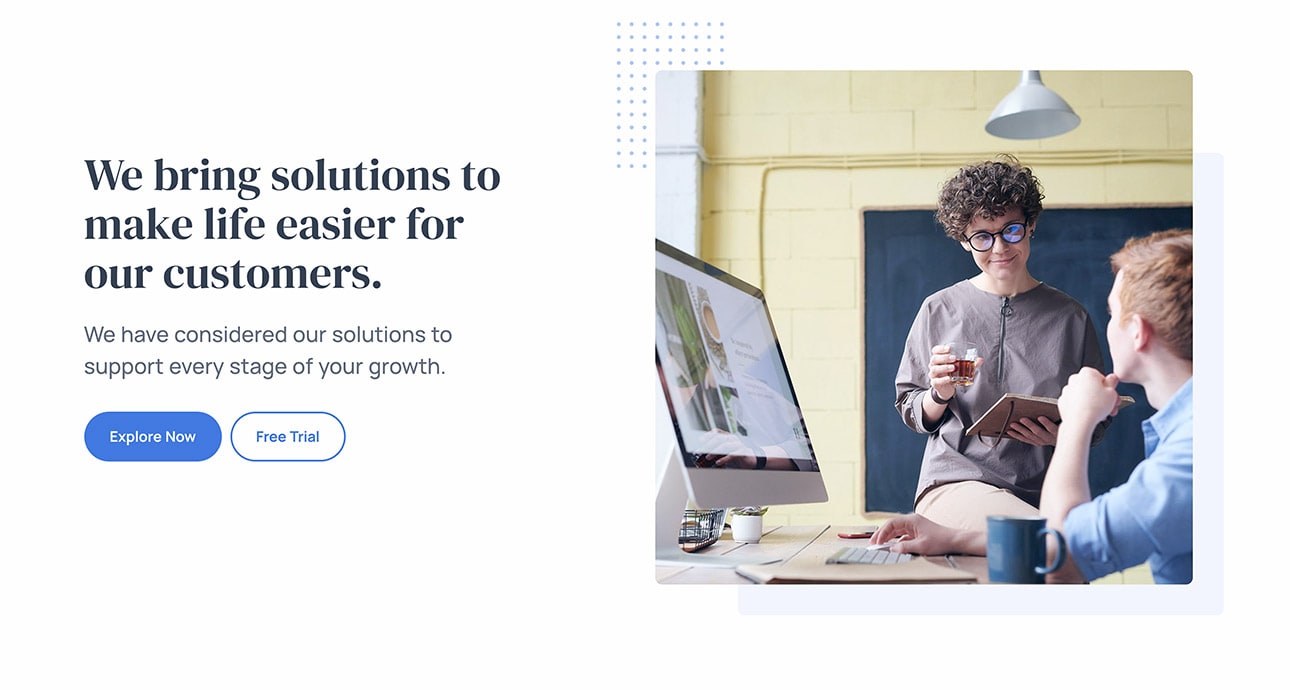 We bring solutions to
make life easier for
our customers.
We have considered our solutions to
support every stage of your growth.
Explore Now
Free Trial